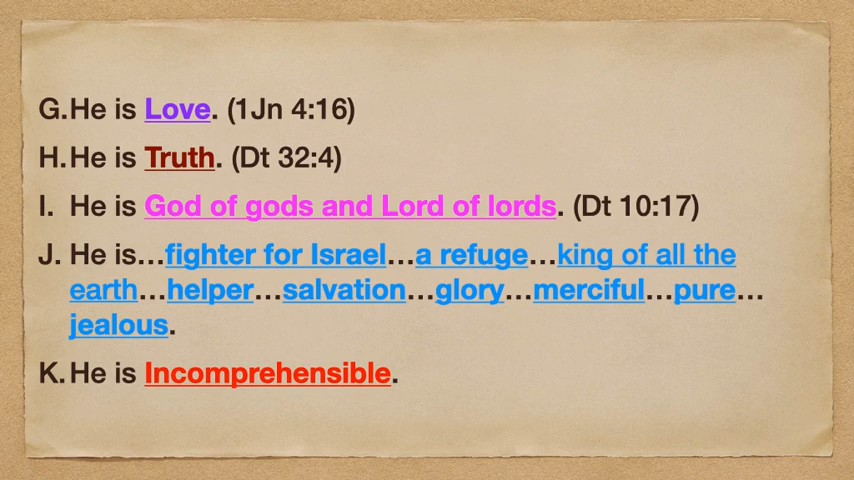 G. He is Love. (1Jn 4:16)
H. He is Truth. (Dt 32:4)
I. He is God of gods and Lord of lords. (Dt 10:17)
J. He is…fighter for Israel…a refuge…king of all the
earth…helper…salvation…glory…merciful…pure…
jealous.
K. He is Incomprehensible.